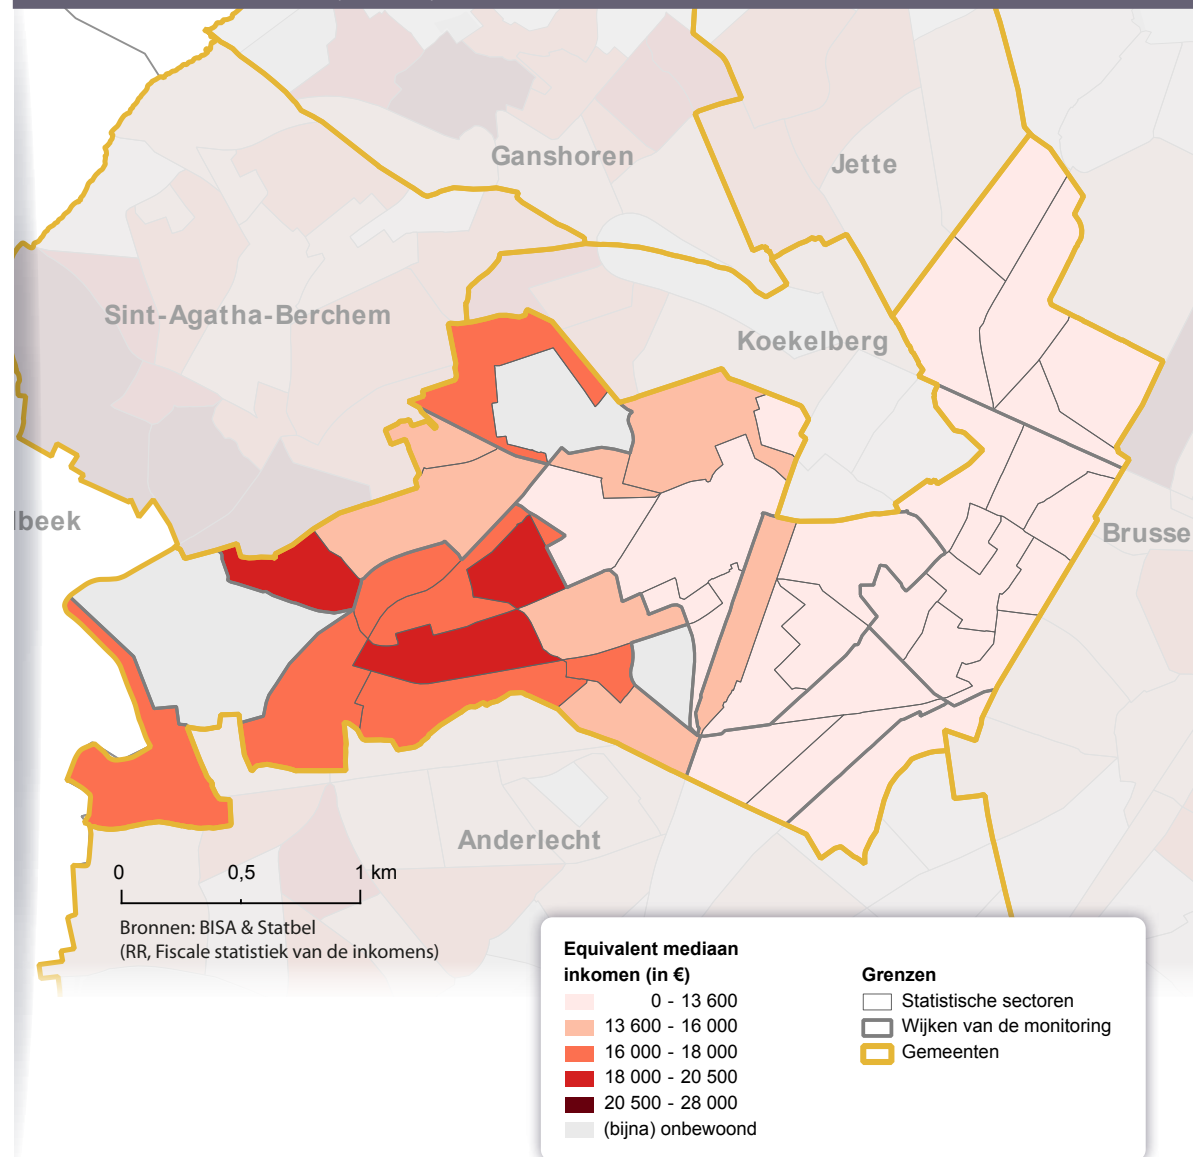 Ganshoren
Jette
Sint-Agatha-Berchem
Koekelberg
lbeek
Brusse
Anderlecht
0 0,5 1 km
Bronnen: BISA & Statbel
(RR, Fiscale statistiek van de inkomens)
Equivalent mediaan
inkomen (in €)
0 - 13 600
13 600 - 16 000
16 000 - 18 000
18 000 - 20 500
20 500 - 28 000
(bijna) onbewoond
Grenzen
Statistische sectoren
Wijken van de monitoring
Gemeenten